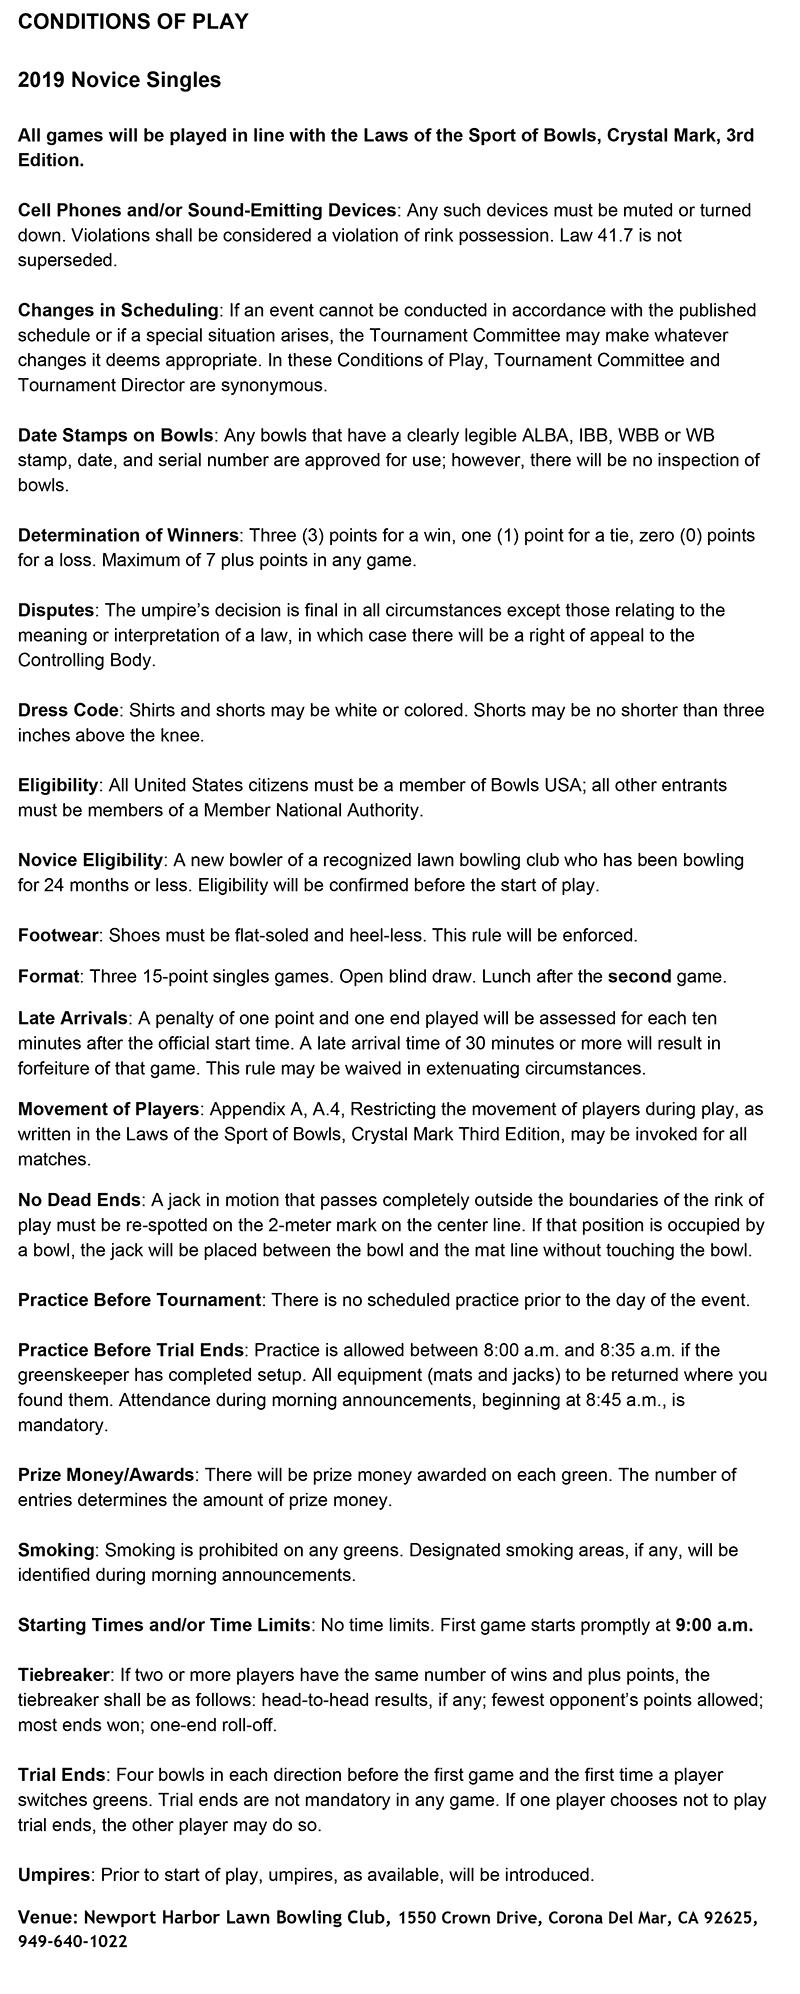 CONDITIONS OF PLAY
2019 Novice Singles
All games will be played in line with the Laws of the Sport of Bowls, Crystal Mark, 3rd
Edition.
Cell Phones and/or Sound-Emitting Devices: Any such devices must be muted or turned
down. Violations shall be considered a violation of rink possession. Law 41.7 is not
superseded.
Changes in Scheduling: If an event cannot be conducted in accordance with the published
schedule or if a special situation arises, the Tournament Committee may make whatever
changes it deems appropriate. In these Conditions of Play, Tournament Committee and
Tournament Director are synonymous.
Date Stamps on Bowls: Any bowls that have a clearly legible ALBA, IBB, WBB or WB
stamp, date, and serial number are approved for use; however, there will be no inspection of
bowls.
Determination of Winners: Three (3) points for a win, one (1) point for a tie, zero (0) points
for a loss. Maximum of 7 plus points in any game.
Disputes: The umpire's decision is final in all circumstances except those relating to the
meaning or interpretation of a law, in which case there will be a right of appeal to the
Controlling Body.
Dress Code: Shirts and shorts may be white or colored. Shorts may be no shorter than three
inches above the knee.
Eligibility: All United States citizens must be a member of Bowls USA; all other entrants
must be members of a Member National Authority.
Novice Eligibility: A new bowler of a recognized lawn bowling club who has been bowling
for 24 months or less. Eligibility will be confirmed before the start of play.
Footwear: Shoes must be flat-soled and heel-less. This rule will be enforced.
Format: Three 15-point singles games. Open blind draw. Lunch after the second game.
Late Arrivals: A penalty of one point and one end played will be assessed for each ten
minutes after the official start time. A late arrival time of 30 minutes or more will result in
forfeiture of that game. This rule may be waived in extenuating circumstances.
Movement of Players: Appendix A, A.4, Restricting the movement of players during play, as
written in the Laws of the Sport of Bowls, Crystal Mark Third Edition, may be invoked for all
matches.
No Dead Ends: A jack in motion that passes completely outside the boundaries of the rink of
play must be re-spotted on the 2-meter mark on the center line. If that position is occupied by
a bowl, the jack will be placed between the bowl and the mat line without touching the bowl.
Practice Before Tournament: There is no scheduled practice prior to the day of the event.
Practice Before Trial Ends: Practice is allowed between 8:00 a.m. and 8:35 a.m. if the
greenskeeper has completed setup. All equipment (mats and jacks) to be returned where you
found them. Attendance during morning announcements, beginning at 8:45 a.m., is
mandatory.
Prize Money/Awards: There will be prize money awarded on each green. The number of
entries determines the amount of prize money.
Smoking: Smoking is prohibited on any greens. Designated smoking areas, if any, will be
identified during morning announcements.
Starting Times and/or Time Limits: No time limits. First game starts promptly at 9:00 a.m.
Tiebreaker: If two or more players have the same number of wins and plus points, the
tiebreaker shall be as follows: head-to-head results, if any; fewest opponent's points allowed;
most ends won; one-end roll-off.
Trial Ends: Four bowls in each direction before the first game and the first time a player
switches greens. Trial ends are not mandatory in any game. If one player chooses not to play
trial ends, the other player may do so.
Umpires: Prior to start of play, umpires, as available, will be introduced.
Venue: Newport Harbor Lawn Bowling Club, 1550 Crown Drive, Corona Del Mar, CA 92625,
949-640-1022